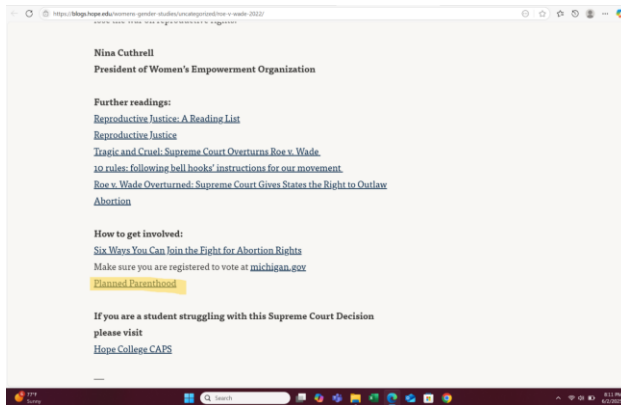 https://blogs.hope.edu/womens-gender-studies/uncategorized/roe-v-wade-2022/
Nina Cuthrell
President of Women's Empowerment Organization
Further readings:
Reproductive Justice: A Reading List
Reproductive Justice
Tragic and Cruel: Supreme Court Overturns Roe v. Wade
10 rules: following bell hooks' instructions for our movement
Roe v. Wade Overturned: Supreme Court Gives States the Right to Outlaw
Abortion
How to get involved:
Six Ways You Can Join the Fight for Abortion Rights
Make sure you are registered to vote at michigan.gov
Planned Parenthood
If you are a student struggling with this Supreme Court Decision
please visit
Hope College CAPS
—
Sunny
Search
8:11 PM